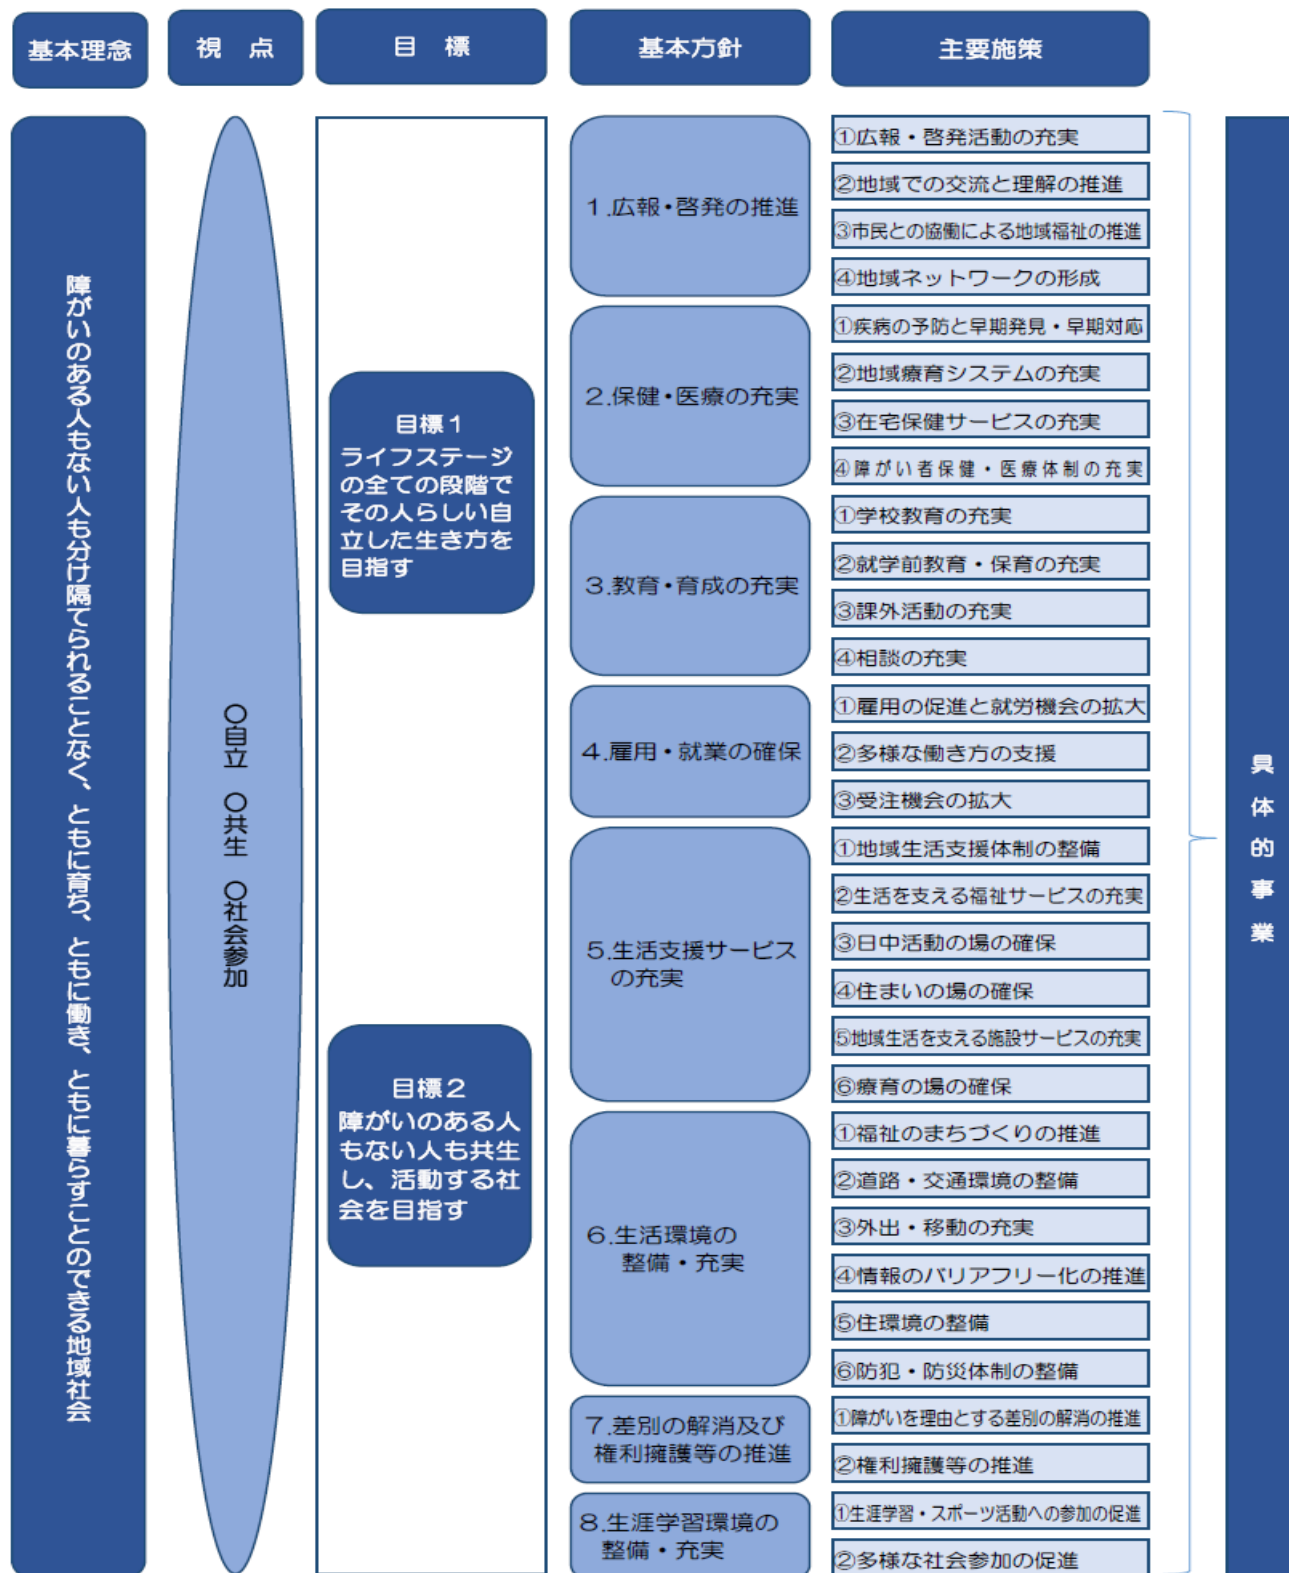 基本理念
視　点
目　標
基本方針
主要施策
障がいのある人もない人も分け隔てられることなく、ともに育ち、ともに働き、ともに暮らすことのできる地域社会
〇自立　〇共生　〇社会参加
目標１
ライフステージ
の全ての段階で
その人らしい自
立した生き方を
目指す
目標２
障がいのある人
もない人も共生
し、活動する社
会を目指す
１.広報・啓発の推進
①広報・啓発活動の充実
②地域での交流と理解の推進
③市民との協働による地域福祉の推進
④地域ネットワークの形成
２.保健・医療の充実
①疾病の予防と早期発見・早期対応
②地域療育システムの充実
③在宅保健サービスの充実
④障がい者保健・医療体制の充実
３.教育・育成の充実
①学校教育の充実
②就学前教育・保育の充実
③課外活動の充実
④相談の充実
４.雇用・就業の確保
①雇用の促進と就労機会の拡大
②多様な働き方の支援
③受注機会の拡大
５.生活支援サービス
の充実
①地域生活支援体制の整備
②生活を支える福祉サービスの充実
③日中活動の場の確保
④住まいの場の確保
⑤地域生活を支える施設サービスの充実
⑥療育の場の確保
６.生活環境の
整備・充実
①福祉のまちづくりの推進
②道路・交通環境の整備
③外出・移動の充実
④情報のバリアフリー化の推進
⑤住環境の整備
⑥防犯・防災体制の整備
７.差別の解消及び
権利擁護等の推進
①障がいを理由とする差別の解消の推進
②権利擁護等の推進
８.生涯学習環境の
整備・充実
①生涯学習・スポーツ活動への参加の促進
②多様な社会参加の促進
具体的事業